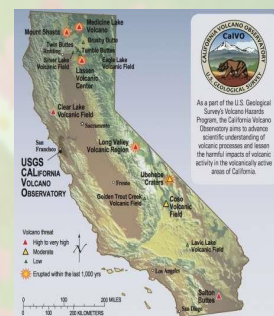 Mount Shasta
Medicine Lake
Volcano
Brushy Butte
Twin Buttes
Tumble Buttes
Redding
Silver Lake
Volcanic Field
Eagle Lake
Volcanic Field
Lassen
Volcanic
Center
Clear Lake
Volcanic Field
Sacramento
San
Francisco
Long Valley
Volcanic Region
USGS
CALIFORNIA
VOLCANO
OBSERVATORY
Ubehebe
Craters
Fresno
Golden Trout Creek
Volcanic Field
Coso
Volcanic
Field
Lavic Lake
Volcanic Field
Los Angeles
Salton
Buttes
San Diego
Volcano threat
High to very high
Moderate
Low
Erupted within the last 1,000 yrs
N
0 100 200 MILES
0 100 200 KILOMETERS
CALIFORNIA VOLCANO OBSERVATORY
CalVO
U.S. GEOLOGICAL SURVEY
As a part of the U.S. Geological
Survey's Volcano Hazards
Program, the California Volcano
Observatory aims to advance
scientific understanding of
volcanic processes and lessen
the harmful impacts of volcanic
activity in the volcanically active
areas of California.